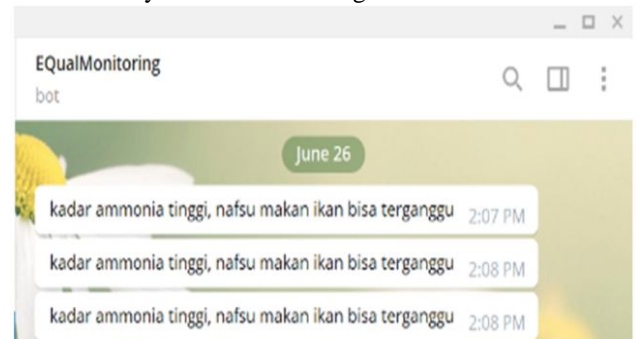 EQualMonitoring
bot
June 26
kadar ammonia tinggi, nafsu makan ikan bisa terganggu 2:07 PM
kadar ammonia tinggi, nafsu makan ikan bisa terganggu 2:08 PM
kadar ammonia tinggi, nafsu makan ikan bisa terganggu 2:08 PM